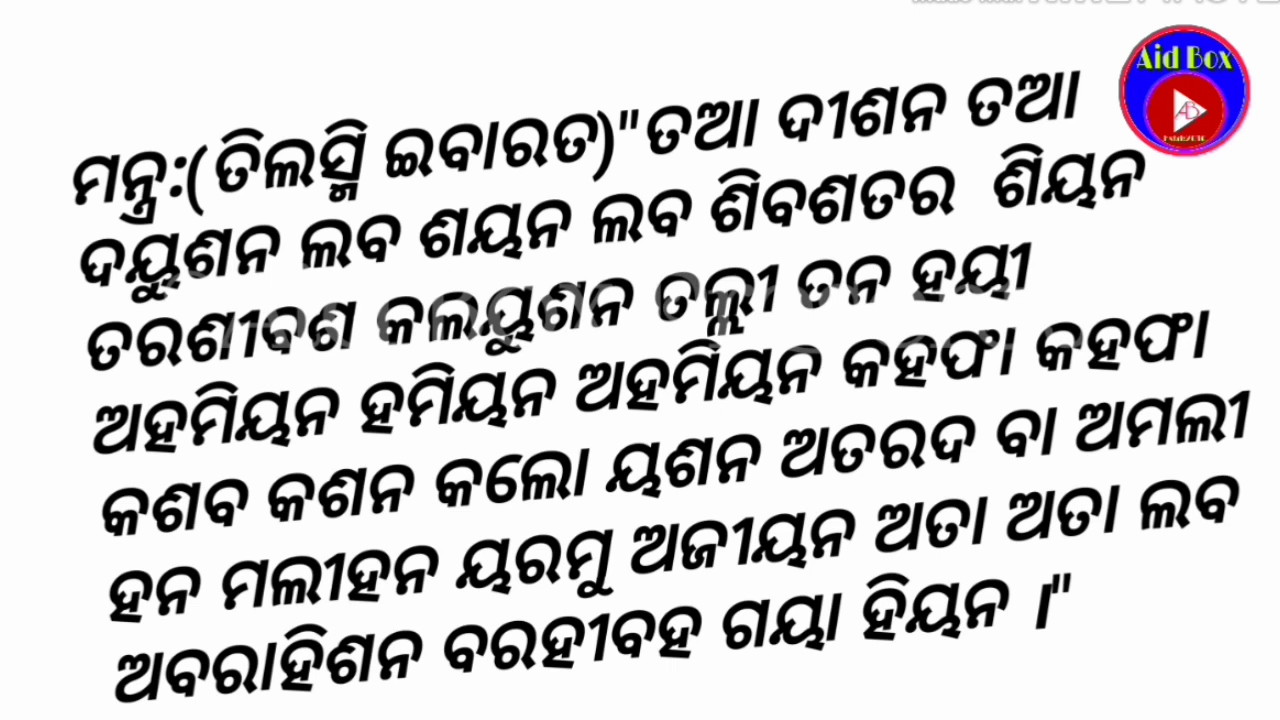 Aid Box
ମନ୍ତ୍ର:(ତିଲସ୍ମି ଇବାରତ)"ତଆ ଦୀଶନ ତଆ
ଦୟୁଶନ ଲବ ଶୟନ ଲବ ଶିବଶତର ଶିୟନ
ତରଶୀବଶ କଲୟୁଶନ ତଲ୍ଲୀ ତନ ହୟୀ
ଅହମିୟନ ହମିୟନ ଅହମିୟନ କହଫା କହଫା
କଶବ କଶନ କଲୋ ୟଶନ ଅତରଦ ବା ଅମଲୀ
ହନ ମଲୀହନ ୟରମୁ ଅଜୀୟନ ଅତା ଅତା ଲବ
ଅବରାହିଶନ ବରହୀବହ ଗୟା ହିୟନ ।"